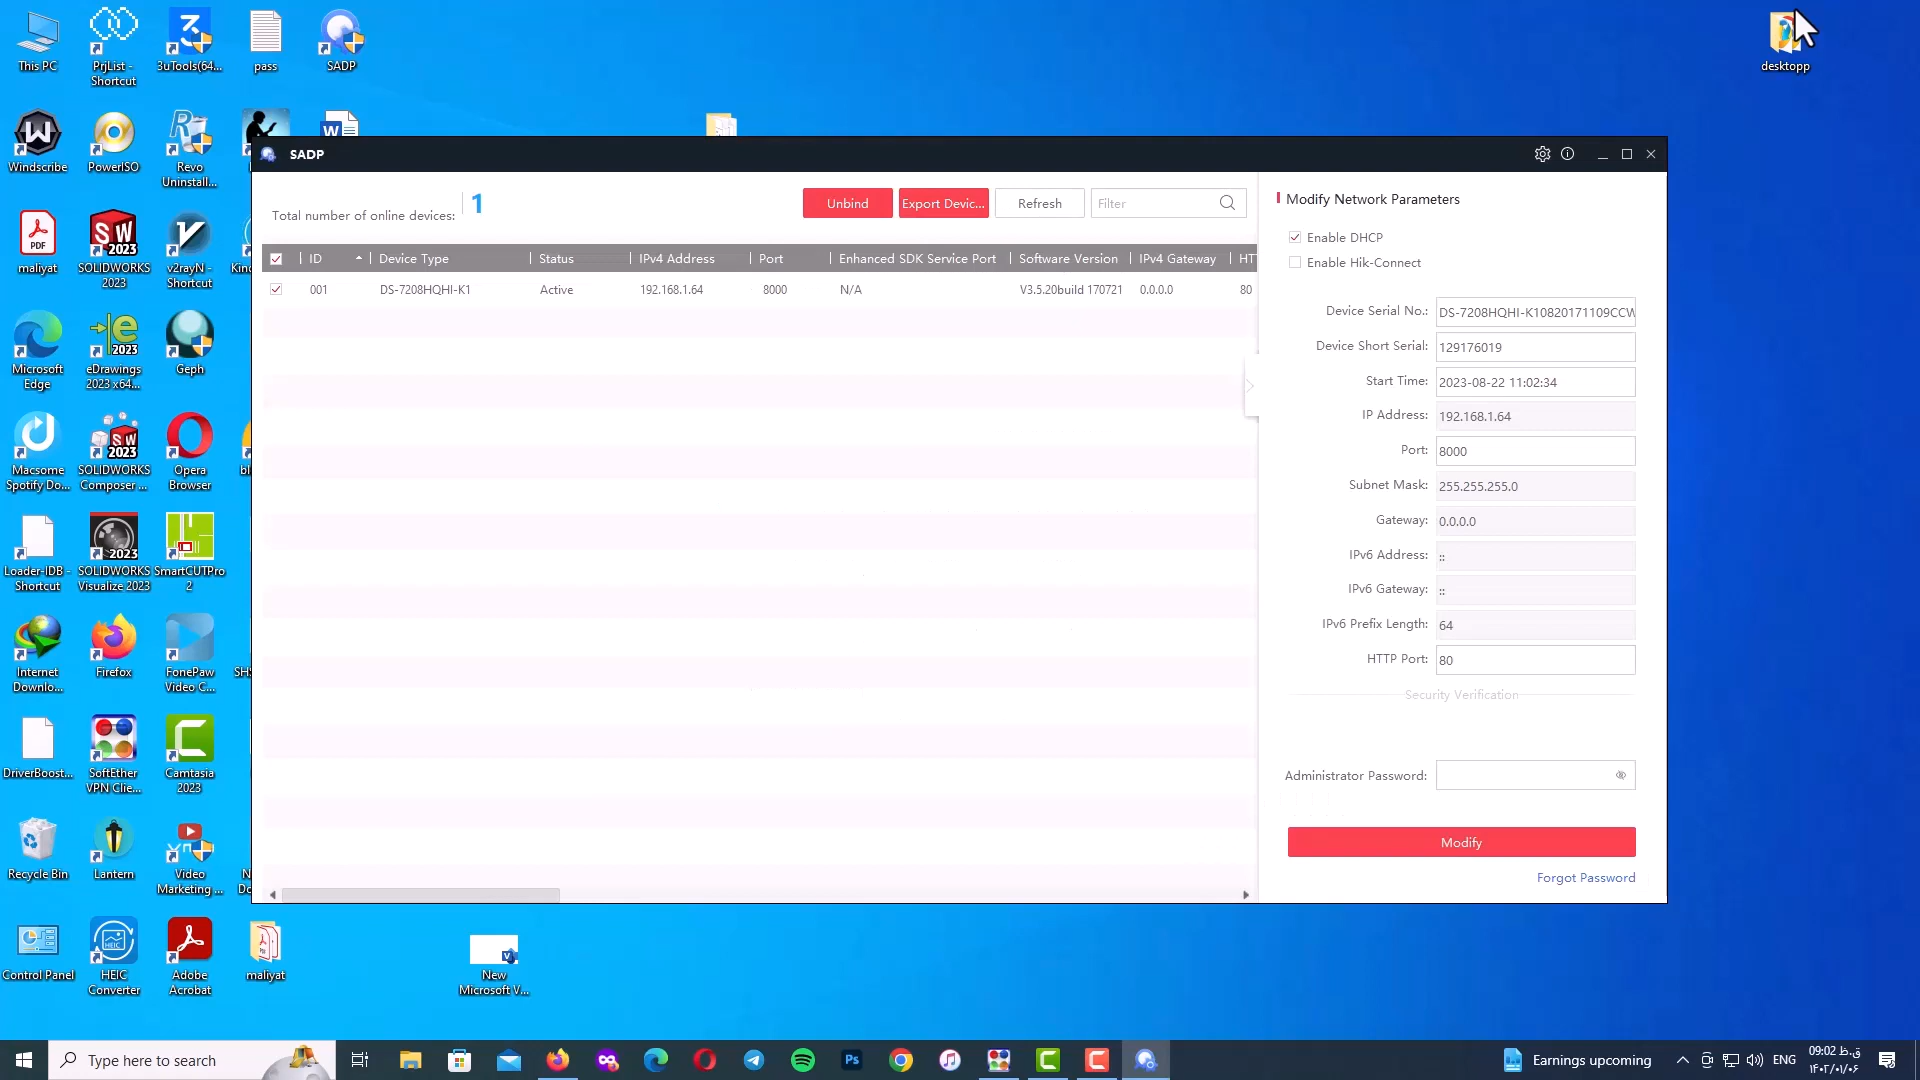 This PC
PrjList - Shortcut
3uTools(64...
pass
SADP
desktopp
Windscribe
PowerISO
Revo Uninstall...
maliyat
SOLIDWORKS 2023
v2rayN - Shortcut
Microsoft Edge
eDrawings 2023 x64...
Geph
Macsome Spotify Do...
SOLIDWORKS Composer ...
Opera Browser
Loader-IDB - Shortcut
SOLIDWORKS Visualize 2023
SmartCUTPro 2
Internet Downlo...
Firefox
FonePaw Video C...
DriverBoost...
SoftEther VPN Clie...
Camtasia 2023
Recycle Bin
Lantern
Video Marketing ...
Control Panel
HEIC Converter
Adobe Acrobat
maliyat
New Microsoft V...
SADP
Total number of online devices: 1
Unbind
Export Devic...
Refresh
Filter
ID Device Type Status IPv4 Address Port Enhanced SDK Service Port Software Version IPv4 Gateway HT
001 DS-7208HQHI-K1 Active 192.168.1.64 8000 N/A V3.5.20build 170721 0.0.0.0 80
Modify Network Parameters
Enable DHCP
Enable Hik-Connect
Device Serial No.: DS-7208HQHI-K10820171109CCW
Device Short Serial: 129176019
Start Time: 2023-08-22 11:02:34
IP Address: 192.168.1.64
Port: 8000
Subnet Mask: 255.255.255.0
Gateway: 0.0.0.0
IPv6 Address: ::
IPv6 Gateway: ::
IPv6 Prefix Length: 64
HTTP Port: 80
Security Verification
Administrator Password:
Modify
Forgot Password
Type here to search
Earnings upcoming
ENG
09:02 ق.ظ
۱۴۰۲/۰۱/۰۶